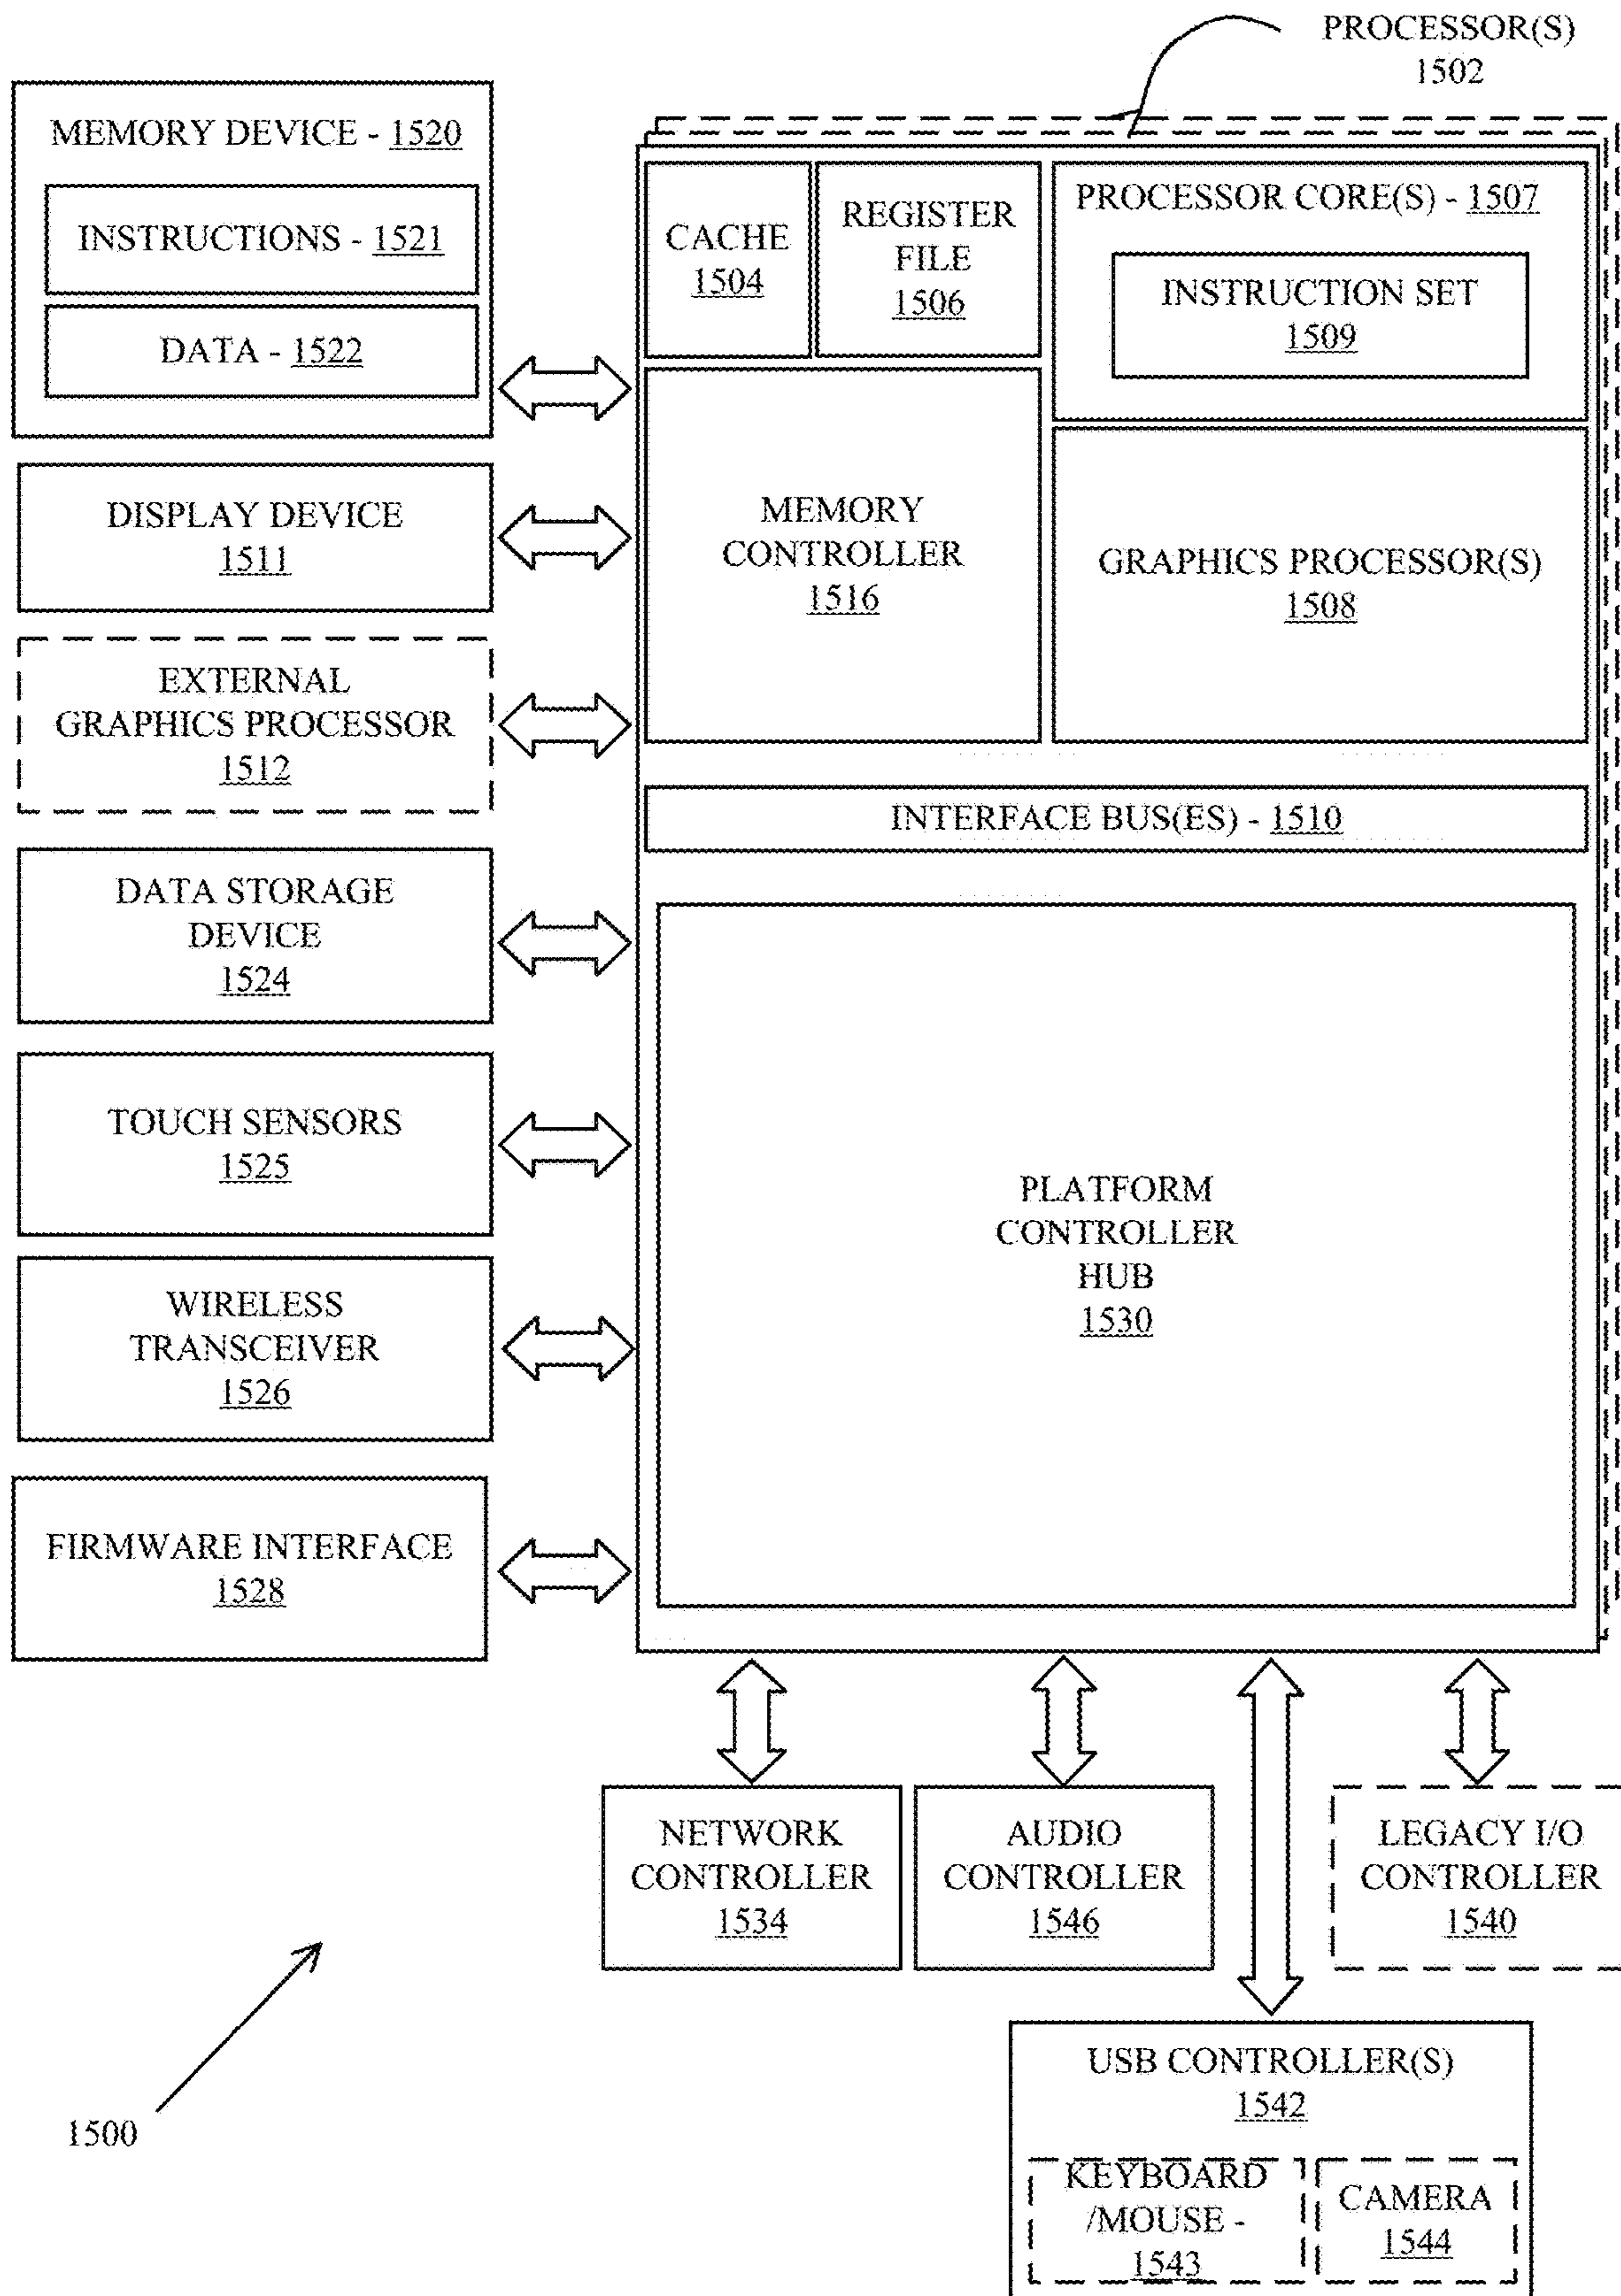 PROCESSOR(S)
1502
MEMORY DEVICE - 1520
INSTRUCTIONS - 1521
DATA - 1522
DISPLAY DEVICE
1511
EXTERNAL
GRAPHICS PROCESSOR
1512
DATA STORAGE
DEVICE
1524
TOUCH SENSORS
1525
WIRELESS
TRANSCEIVER
1526
FIRMWARE INTERFACE
1528
CACHE
1504
REGISTER
FILE
1506
PROCESSOR CORE(S) - 1507
INSTRUCTION SET
1509
MEMORY
CONTROLLER
1516
GRAPHICS PROCESSOR(S)
1508
INTERFACE BUS(ES) - 1510
PLATFORM
CONTROLLER
HUB
1530
NETWORK
CONTROLLER
1534
AUDIO
CONTROLLER
1546
LEGACY I/O
CONTROLLER
1540
USB CONTROLLER(S)
1542
KEYBOARD
/MOUSE -
1543
CAMERA
1544
1500